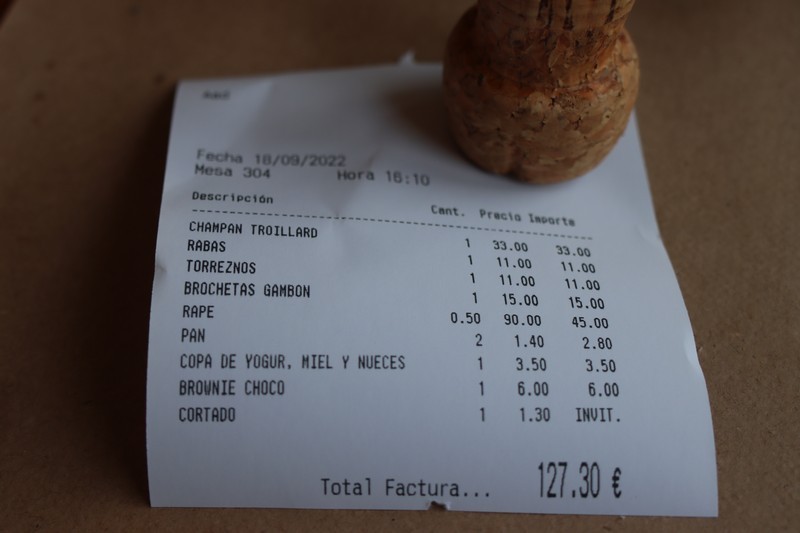 Fecha 18/09/2022
Mesa 304 Hora 16:10
Descripción Cant. Precio Importe
CHAMPAN TROILLARD 1 33.00 33.00
RABAS 1 11.00 11.00
TORREZNOS 1 11.00 11.00
BROCHETAS GAMBON 1 15.00 15.00
RAPE 0.50 90.00 45.00
PAN 2 1.40 2.80
COPA DE YOGUR, MIEL Y NUECES 1 3.50 3.50
BROWNIE CHOCO 1 6.00 6.00
CORTADO 1 1.30 INVIT.
Total Factura... 127.30 €